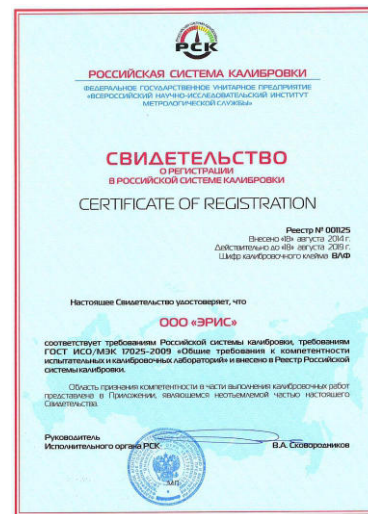 РСК
РОССИЙСКАЯ СИСТЕМА КАЛИБРОВКИ
ФЕДЕРАЛЬНОЕ ГОСУДАРСТВЕННОЕ УНИТАРНОЕ ПРЕДПРИЯТИЕ
«ВСЕРОССИЙСКИЙ НАУЧНО-ИССЛЕДОВАТЕЛЬСКИЙ ИНСТИТУТ
МЕТРОЛОГИЧЕСКОЙ СЛУЖБЫ»
СВИДЕТЕЛЬСТВО
О РЕГИСТРАЦИИ
В РОССИЙСКОЙ СИСТЕМЕ КАЛИБРОВКИ
CERTIFICATE OF REGISTRATION
Реестр № 001125
Внесено «18» августа 2014 г.
Действительно до «18» августа 2019 г.
Шифр калибровочного клейма ВЛФ
Настоящее Свидетельство удостоверяет, что
ООО «ЭРИС»
соответствует требованиям Российской системы калибровки, требованиям
ГОСТ ИСО/МЭК 17025-2009 «Общие требования к компетентности
испытательных и калибровочных лабораторий» и внесено в Реестр Российской
системы калибровки.
Область признания компетентности в части выполнения калибровочных работ
представлена в Приложении, являющемся неотъемлемой частью настоящего
Свидетельства.
Руководитель
Исполнительного органа РСК
В.А. Сковородников